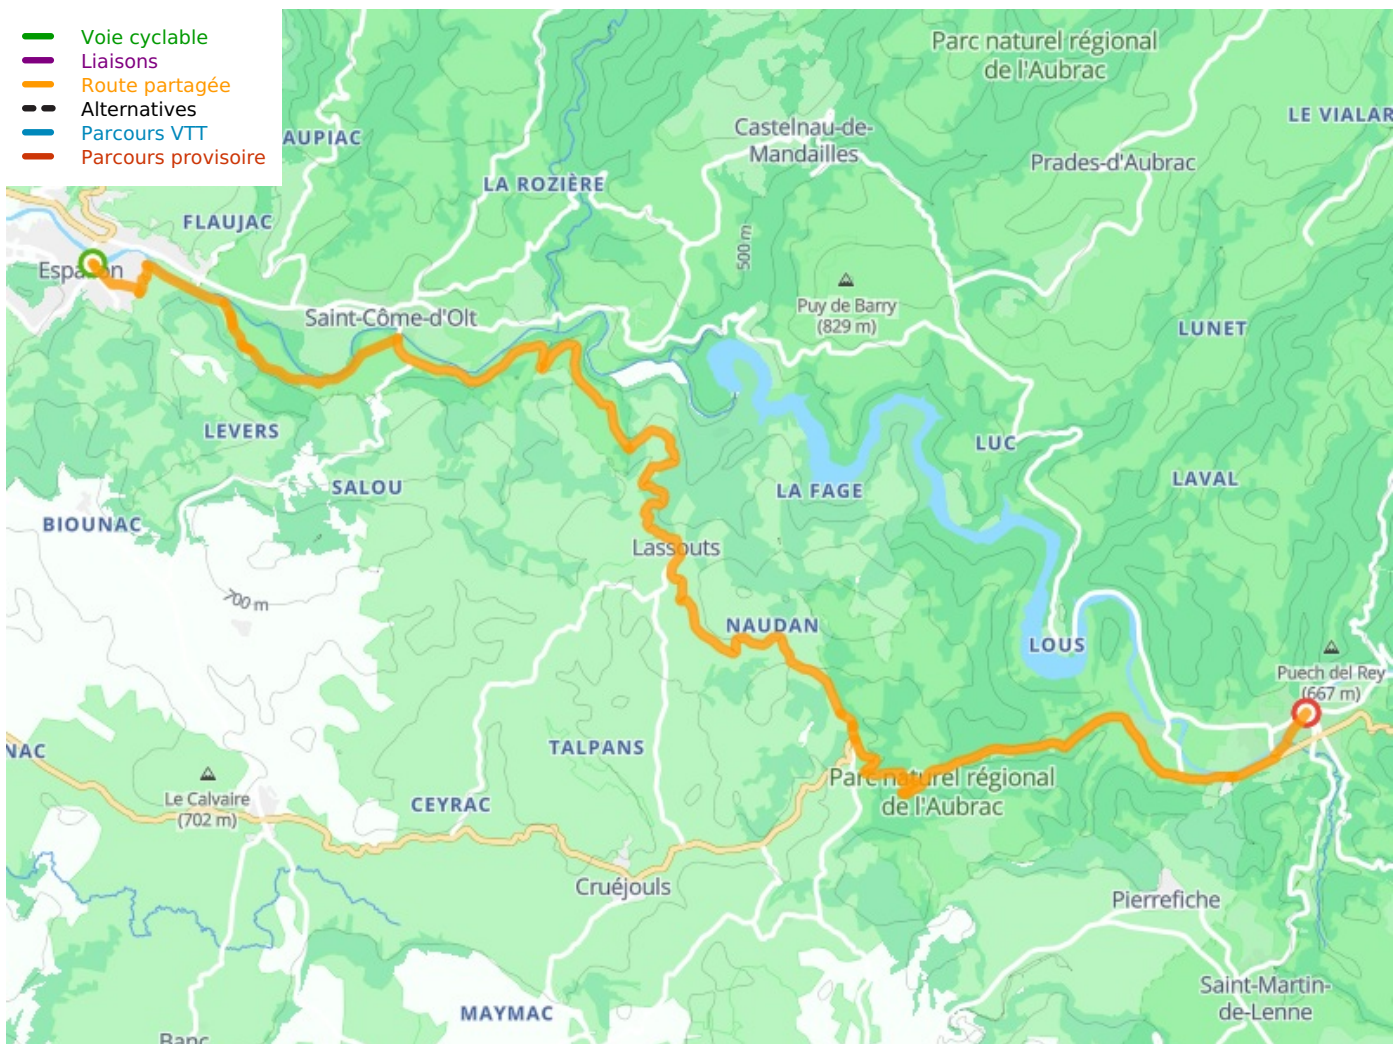 Voie cyclable
Liaisons
Route partagée
Alternatives
Parcours VTT
Parcours provisoire
Parc naturel régional
de l'Aubrac
LE VIALAR
AUPIAC
Castelnau-de-
Mandailles
Prades-d'Aubrac
LA ROZIÈRE
FLAUJAC
500 m
Espalion
Puy de Barry
(829 m)
Saint-Côme-d'Olt
LUNET
LEVERS
LUC
SALOU
LA FAGE
LAVAL
BIOUNAC
Lassouts
700 m
NAUDAN
LOUS
Puech del Rey
(667 m)
NAC
TALPANS
Parc naturel régional
de l'Aubrac
Le Calvaire
(702 m)
CEYRAC
Cruéjouls
Pierrefiche
Saint-Martin-
de-Lenne
MAYMAC
Banc